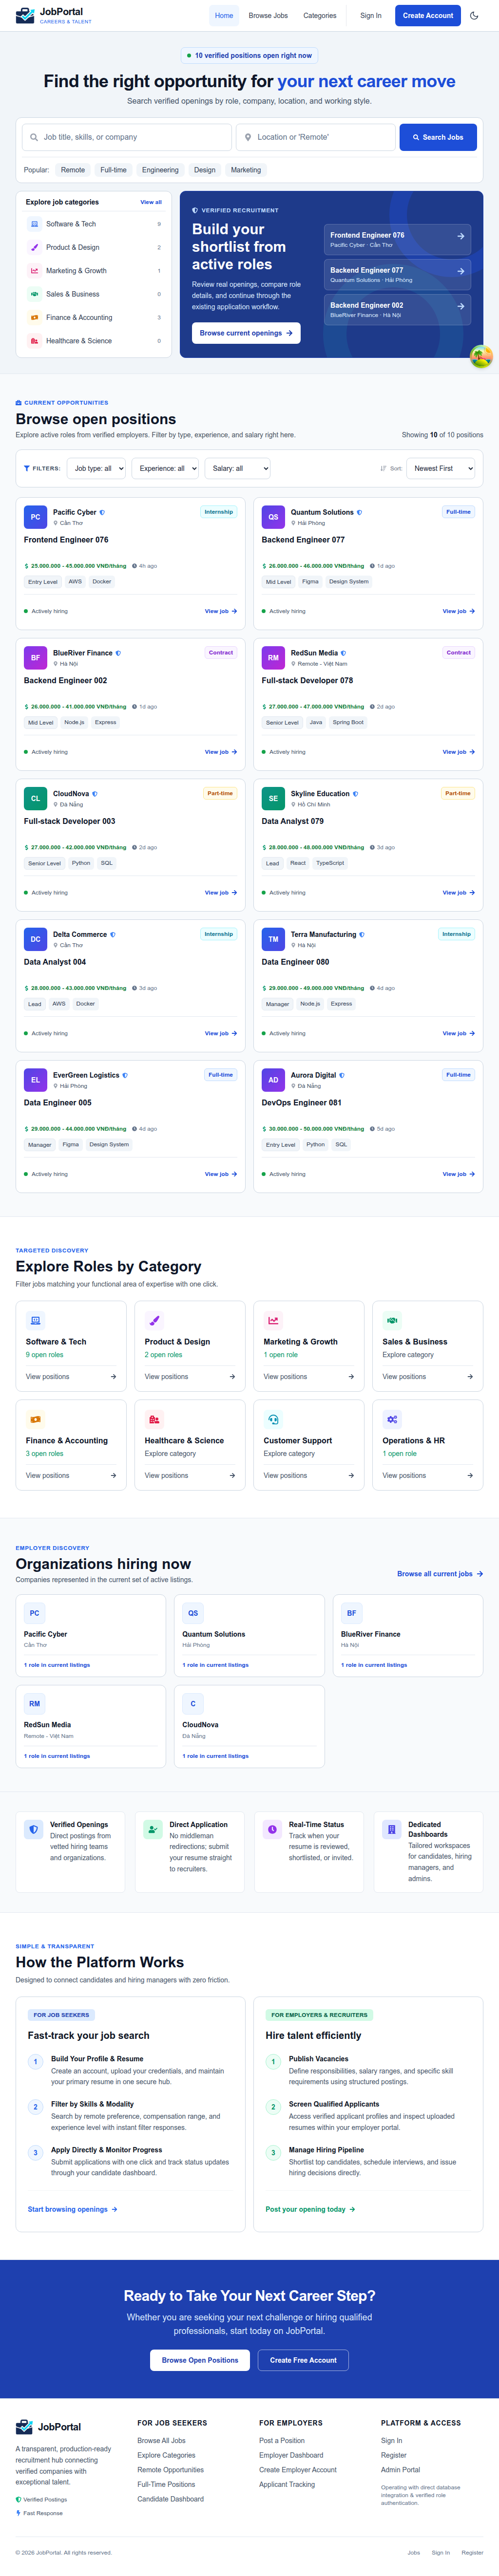 JobPortal
CAREERS & TALENT
Home
Browse Jobs
Categories
Sign In
Create Account
10 verified positions open right now
Find the right opportunity for your next career move
Search verified openings by role, company, location, and working style.
Job title, skills, or company
Location or 'Remote'
Search Jobs
Popular:
Remote
Full-time
Engineering
Design
Marketing
Explore job categories
View all
Software & Tech
9
Product & Design
2
Marketing & Growth
1
Sales & Business
0
Finance & Accounting
3
Healthcare & Science
0
VERIFIED RECRUITMENT
Build your
shortlist from
active roles
Review real openings, compare role
details, and continue through the
existing application workflow.
Browse current openings
Frontend Engineer 076
Pacific Cyber · Cần Thơ
Backend Engineer 077
Quantum Solutions · Hải Phòng
Backend Engineer 002
BlueRiver Finance · Hà Nội
CURRENT OPPORTUNITIES
Browse open positions
Explore active roles from verified employers. Filter by type, experience, and salary right here.
Showing 10 of 10 positions
FILTERS:
Job type: all
Experience: all
Salary: all
Sort:
Newest First
PC
Pacific Cyber
Cần Thơ
Internship
Frontend Engineer 076
25.000.000 - 45.000.000 VNĐ/tháng
4h ago
Entry Level
AWS
Docker
Actively hiring
View job
QS
Quantum Solutions
Hải Phòng
Full-time
Backend Engineer 077
26.000.000 - 46.000.000 VNĐ/tháng
1d ago
Mid Level
Figma
Design System
Actively hiring
View job
BF
BlueRiver Finance
Hà Nội
Contract
Backend Engineer 002
26.000.000 - 41.000.000 VNĐ/tháng
1d ago
Mid Level
Node.js
Express
Actively hiring
View job
RM
RedSun Media
Remote - Việt Nam
Contract
Full-stack Developer 078
27.000.000 - 47.000.000 VNĐ/tháng
2d ago
Senior Level
Java
Spring Boot
Actively hiring
View job
CL
CloudNova
Đà Nẵng
Part-time
Full-stack Developer 003
27.000.000 - 42.000.000 VNĐ/tháng
2d ago
Senior Level
Python
SQL
Actively hiring
View job
SE
Skyline Education
Hồ Chí Minh
Part-time
Data Analyst 079
28.000.000 - 48.000.000 VNĐ/tháng
3d ago
Lead
React
TypeScript
Actively hiring
View job
DC
Delta Commerce
Cần Thơ
Internship
Data Analyst 004
28.000.000 - 43.000.000 VNĐ/tháng
3d ago
Lead
AWS
Docker
Actively hiring
View job
TM
Terra Manufacturing
Hà Nội
Internship
Data Engineer 080
29.000.000 - 49.000.000 VNĐ/tháng
4d ago
Manager
Node.js
Express
Actively hiring
View job
EL
EverGreen Logistics
Hải Phòng
Full-time
Data Engineer 005
29.000.000 - 44.000.000 VNĐ/tháng
4d ago
Manager
Figma
Design System
Actively hiring
View job
AD
Aurora Digital
Đà Nẵng
Full-time
DevOps Engineer 081
30.000.000 - 50.000.000 VNĐ/tháng
5d ago
Entry Level
Python
SQL
Actively hiring
View job
TARGETED DISCOVERY
Explore Roles by Category
Filter jobs matching your functional area of expertise with one click.
Software & Tech
9 open roles
View positions
Product & Design
2 open roles
View positions
Marketing & Growth
1 open role
View positions
Sales & Business
Explore category
View positions
Finance & Accounting
3 open roles
View positions
Healthcare & Science
Explore category
View positions
Customer Support
Explore category
View positions
Operations & HR
1 open role
View positions
EMPLOYER DISCOVERY
Organizations hiring now
Companies represented in the current set of active listings.
Browse all current jobs
PC
Pacific Cyber
Cần Thơ
1 role in current listings
QS
Quantum Solutions
Hải Phòng
1 role in current listings
BF
BlueRiver Finance
Hà Nội
1 role in current listings
RM
RedSun Media
Remote - Việt Nam
1 role in current listings
C
CloudNova
Đà Nẵng
1 role in current listings
Verified Openings
Direct postings from
vetted hiring teams
and organizations.
Direct Application
No middleman
redirections; submit
your resume straight
to recruiters.
Real-Time Status
Track when your
resume is reviewed,
shortlisted, or invited.
Dedicated
Dashboards
Tailored workspaces
for candidates, hiring
managers, and
admins.
SIMPLE & TRANSPARENT
How the Platform Works
Designed to connect candidates and hiring managers with zero friction.
FOR JOB SEEKERS
Fast-track your job search
1
Build Your Profile & Resume
Create an account, upload your credentials, and maintain
your primary resume in one secure hub.
2
Filter by Skills & Modality
Search by remote preference, compensation range, and
experience level with instant filter responses.
3
Apply Directly & Monitor Progress
Submit applications with one click and track status updates
through your candidate dashboard.
Start browsing openings
FOR EMPLOYERS & RECRUITERS
Hire talent efficiently
1
Publish Vacancies
Define responsibilities, salary ranges, and specific skill
requirements using structured postings.
2
Screen Qualified Applicants
Access verified applicant profiles and inspect uploaded
resumes within your employer portal.
3
Manage Hiring Pipeline
Shortlist top candidates, schedule interviews, and issue
hiring decisions directly.
Post your opening today
Ready to Take Your Next Career Step?
Whether you are seeking your next challenge or hiring qualified
professionals, start today on JobPortal.
Browse Open Positions
Create Free Account
JobPortal
A transparent, production-ready
recruitment hub connecting
verified companies with
exceptional talent.
Verified Postings
Fast Response
FOR JOB SEEKERS
Browse All Jobs
Explore Categories
Remote Opportunities
Full-Time Positions
Candidate Dashboard
FOR EMPLOYERS
Post a Position
Employer Dashboard
Create Employer Account
Applicant Tracking
PLATFORM & ACCESS
Sign In
Register
Admin Portal
Operating with direct database
integration & verified role
authentication.
© 2026 JobPortal. All rights reserved.
Jobs
Sign In
Register